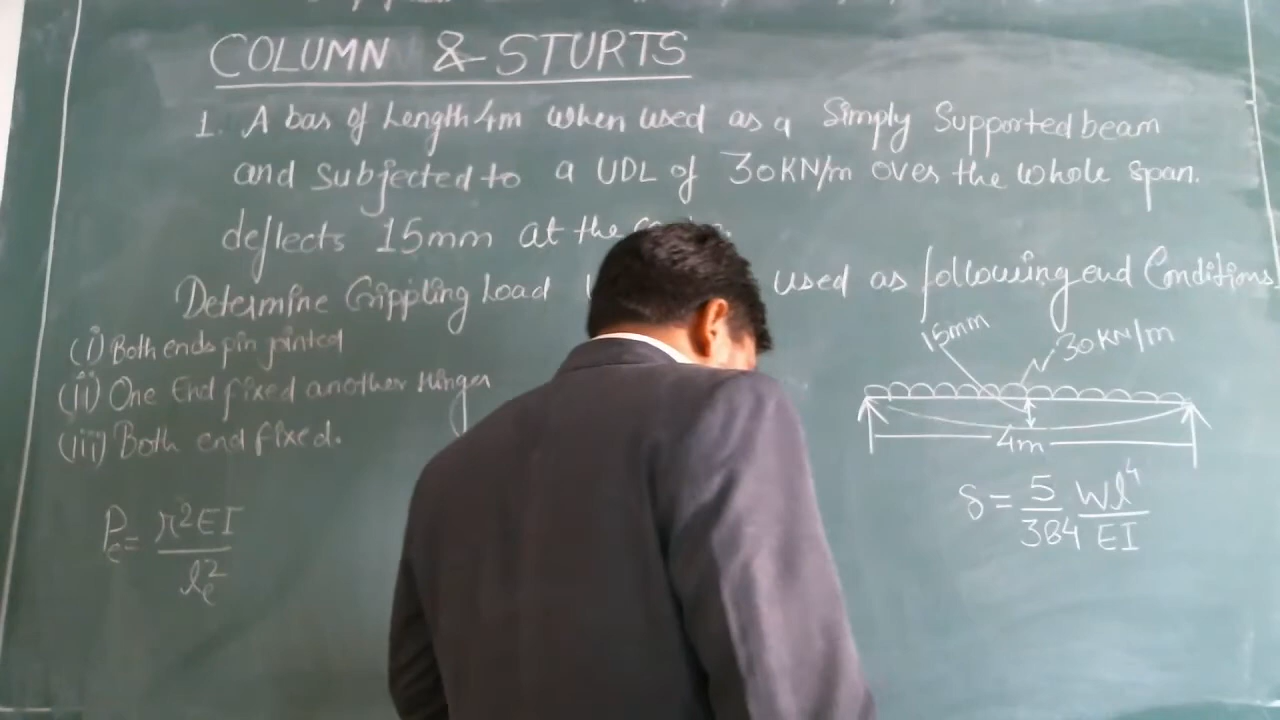 COLUMN & STURTS
1. A bar of Length 4m when used as a Simply Supported beam
and subjected to a UDL of 30KN/m over the whole span.
deflects 15mm at the
Determine Crippling Load used as following end Conditions
(i) Both ends pin jointed
(ii) One End fixed another Hinger
(iii) Both end fixed.
15mm
30KN/m
4m
δ = 5/384 Wl⁴/EI
Pe = π²EI/le²